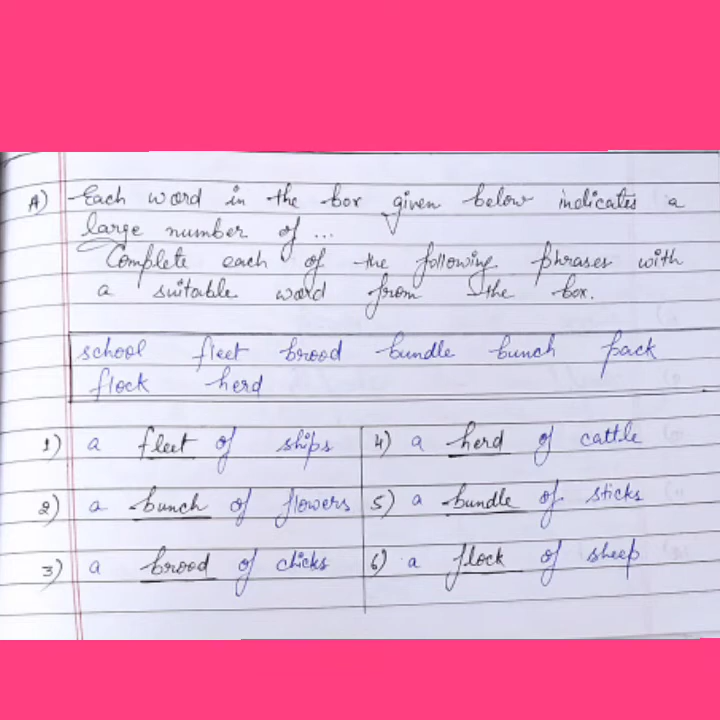 A) Each word in the box given below indicates a
large number of ...
Complete each of the following phrases with
a suitable word from the box.
school fleet brood bundle bunch pack
flock herd
1) a fleet of ships
2) a bunch of flowers
3) a brood of chicks
4) a herd of cattle
5) a bundle of sticks
6) a flock of sheep